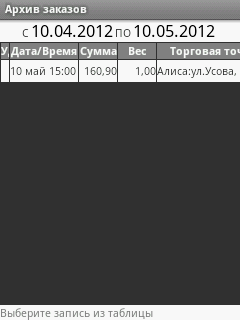 Архив заказов
с 10.04.2012 по 10.05.2012
У Дата/Время Сумма Вес Торговая точ
10 май 15:00 160,90 1,00 Алиса:ул.Усова,
Выберите запись из таблицы